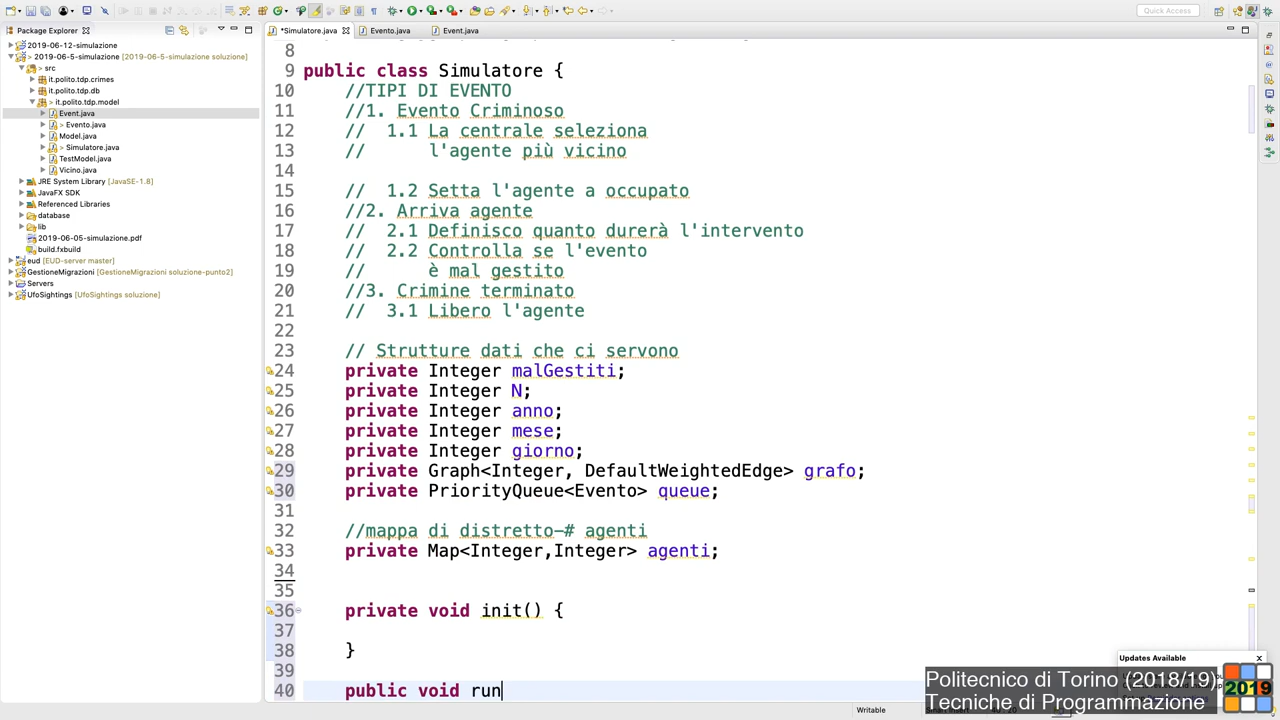 Quick Access
Package Explorer
*Simulatore.java
Evento.java
Event.java
2019-06-12-simulazione
> 2019-06-5-simulazione [2019-06-5-simulazione soluzione]
> src
it.polito.tdp.crimes
it.polito.tdp.db
> it.polito.tdp.model
Event.java
> Evento.java
Model.java
> Simulatore.java
TestModel.java
Vicino.java
JRE System Library [JavaSE-1.8]
JavaFX SDK
Referenced Libraries
database
lib
2019-06-05-simulazione.pdf
build.fxbuild
eud [EUD-server master]
GestioneMigrazioni [GestioneMigrazioni soluzione-punto2]
Servers
UfoSightings [UfoSightings soluzione]
8
9 public class Simulatore {
10 //TIPI DI EVENTO
11 //1. Evento Criminoso
12 // 1.1 La centrale seleziona
13 // l'agente più vicino
14
15 // 1.2 Setta l'agente a occupato
16 //2. Arriva agente
17 // 2.1 Definisco quanto durerà l'intervento
18 // 2.2 Controlla se l'evento
19 // è mal gestito
20 //3. Crimine terminato
21 // 3.1 Libero l'agente
22
23 // Strutture dati che ci servono
24 private Integer malGestiti;
25 private Integer N;
26 private Integer anno;
27 private Integer mese;
28 private Integer giorno;
29 private Graph<Integer, DefaultWeightedEdge> grafo;
30 private PriorityQueue<Evento> queue;
31
32 //mappa di distretto-# agenti
33 private Map<Integer,Integer> agenti;
34
35
36 private void init() {
37
38 }
39
40 public void run
Updates Available
Politecnico di Torino (2018/19)
Tecniche di Programmazione
2019
Writable